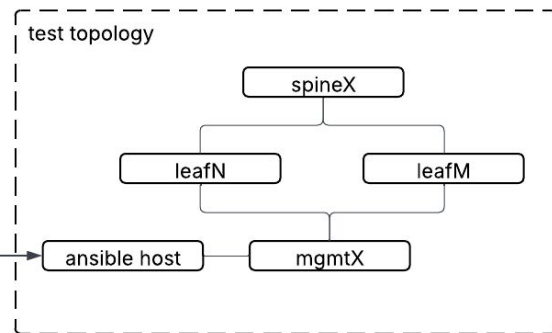 test topology
spineX
leafN
leafM
ansible host
mgmtX